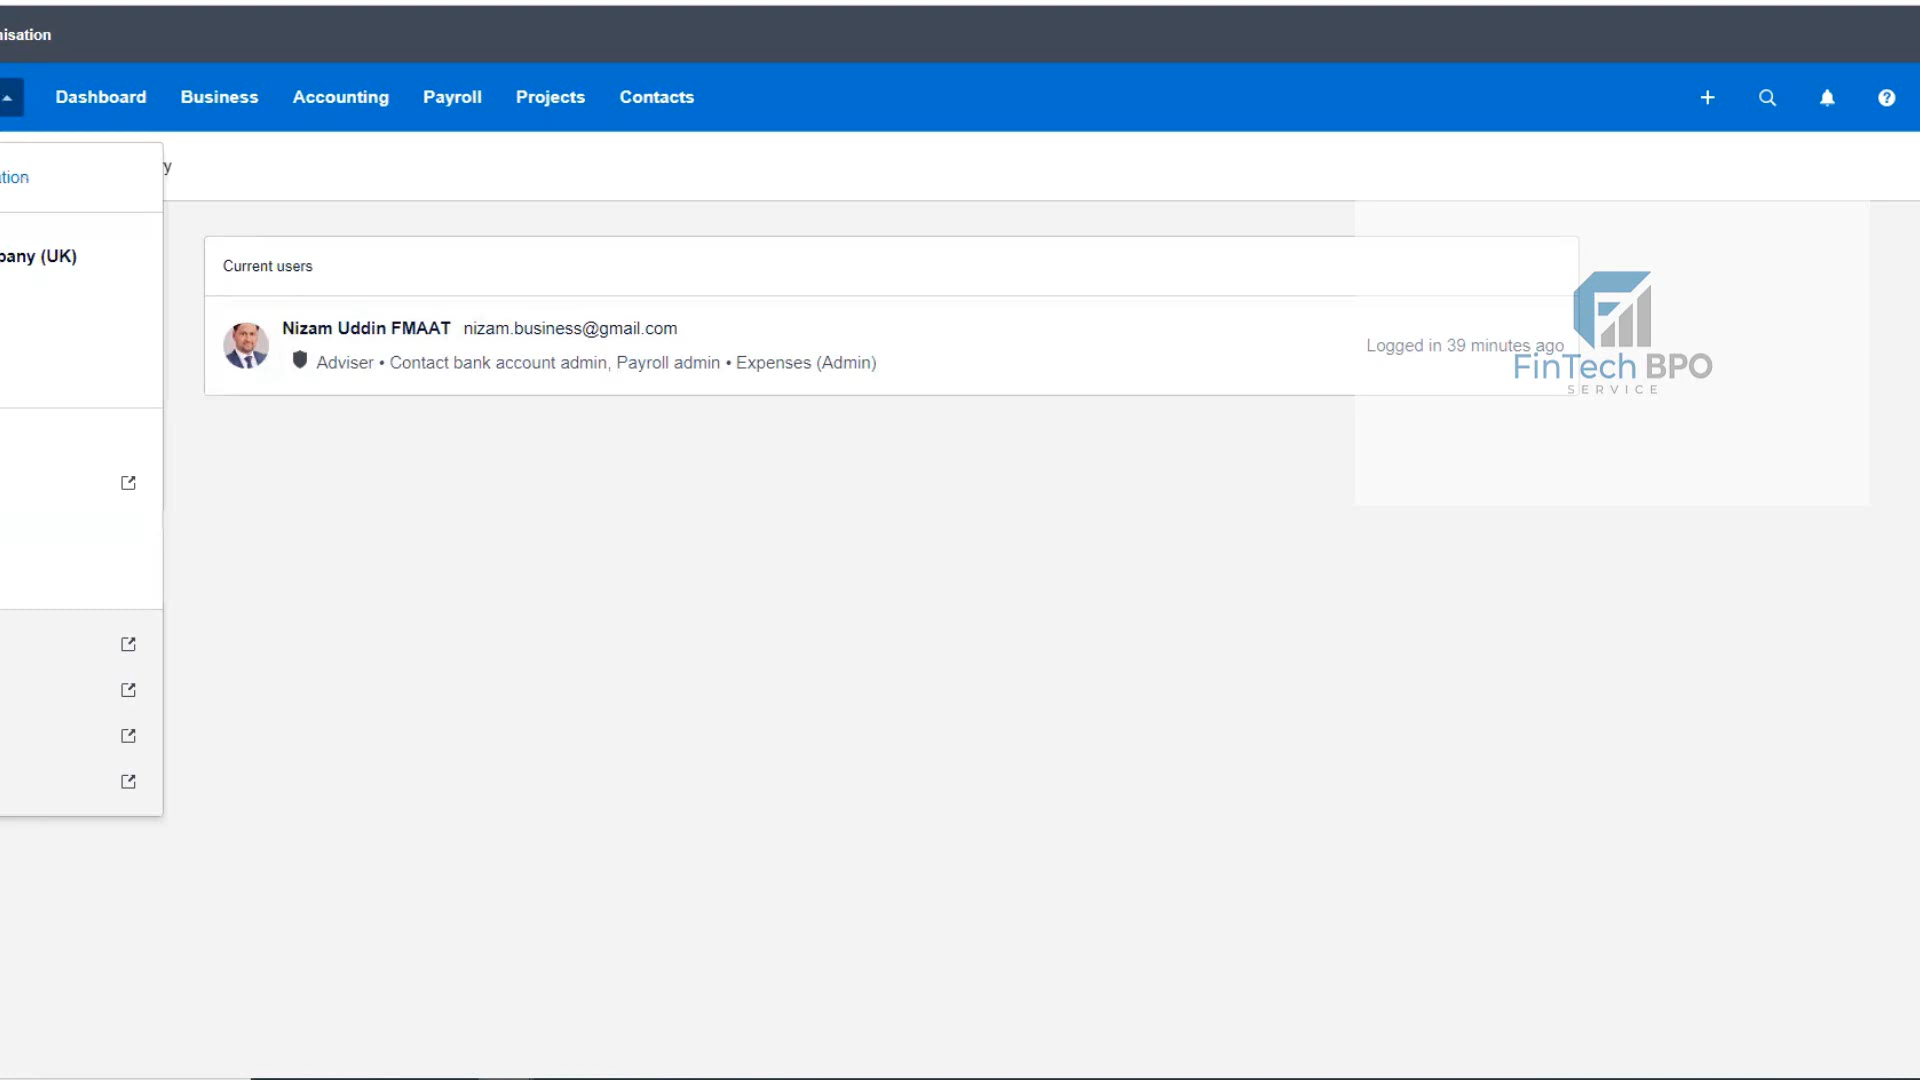 nisation
Dashboard Business Accounting Payroll Projects Contacts
y
tion
pany (UK)
Current users
Nizam Uddin FMAAT nizam.business@gmail.com
Adviser • Contact bank account admin, Payroll admin • Expenses (Admin)
Logged in 39 minutes ago
FinTech BPO
SERVICE